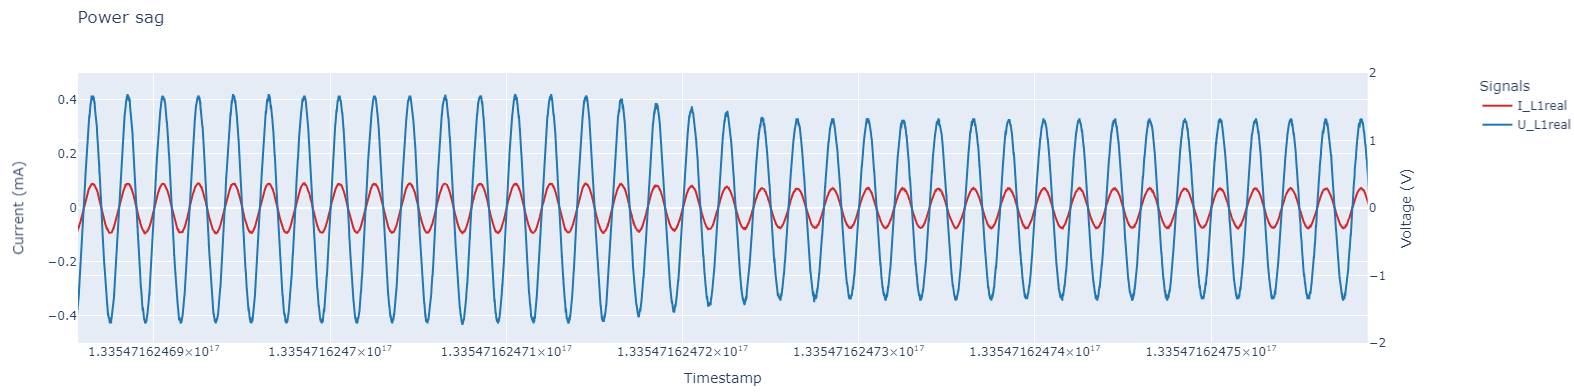 Power sag
Current (mA)
0.4
0.2
0
−0.2
−0.4
2
1
0
−1
−2
Voltage (V)
Signals
I_L1real
U_L1real
1.33547162469×10¹⁷
1.3354716247×10¹⁷
1.33547162471×10¹⁷
1.33547162472×10¹⁷
1.33547162473×10¹⁷
1.33547162474×10¹⁷
1.33547162475×10¹⁷
Timestamp